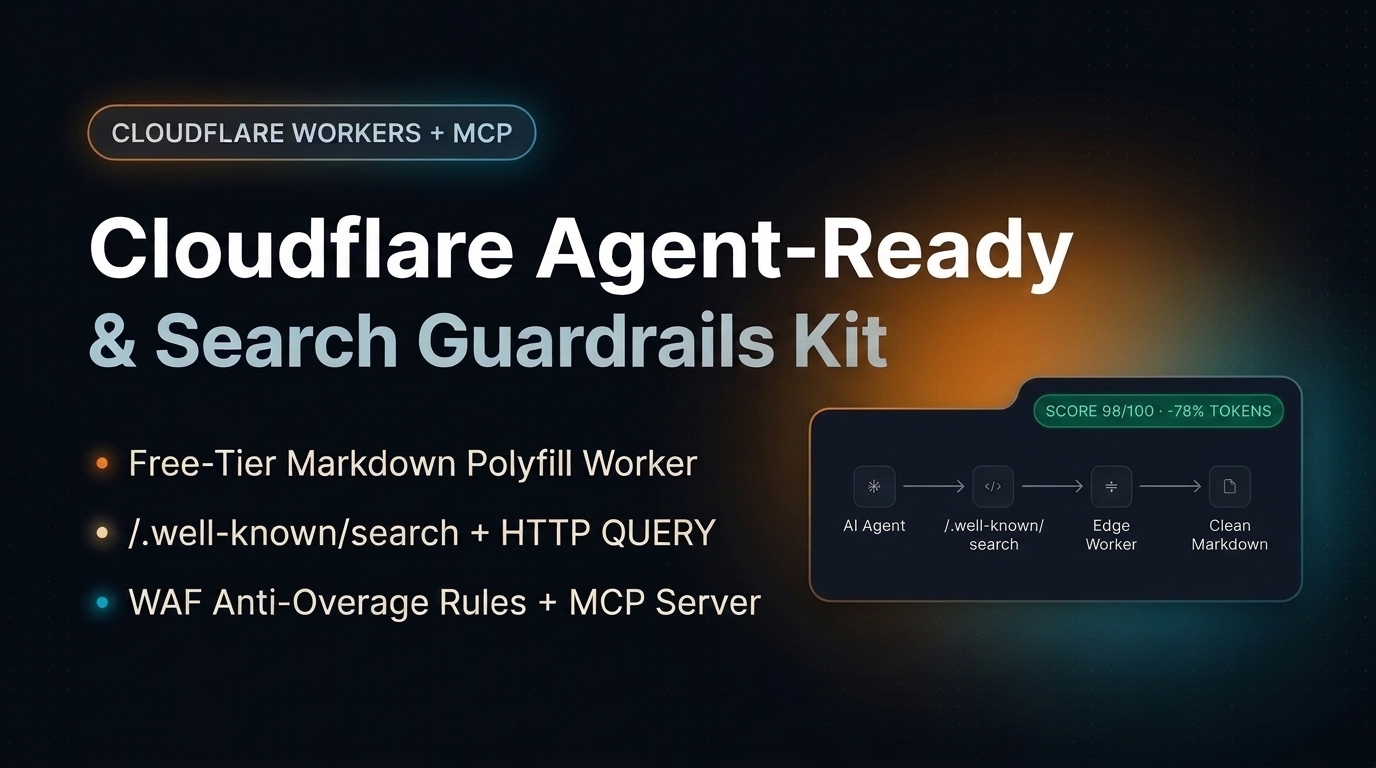 CLOUDFLARE WORKERS + MCP
Cloudflare Agent-Ready
& Search Guardrails Kit
Free-Tier Markdown Polyfill Worker
/.well-known/search + HTTP QUERY
WAF Anti-Overage Rules + MCP Server
SCORE 98/100 · -78% TOKENS
</>
AI Agent
/.well-known/
search
Edge
Worker
Clean
Markdown